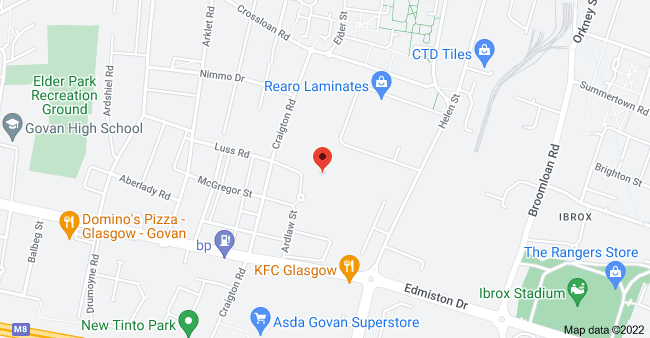 Crossloan Rd
Elder St
Arklet Rd
Orkney S
CTD Tiles
Nimmo Dr
Elder Park
Recreation
Ground
Rearo Laminates
Summertown Rd
Ardshiel Rd
Helen St
Craigton Rd
Govan High School
Luss Rd
Brighton St
Broomloan Rd
Aberlady Rd
McGregor St
IBROX
Domino's Pizza -
Glasgow - Govan
Ardlaw St
Balbeg St
bp
The Rangers Store
Drumoyne Rd
KFC Glasgow
Craigton Rd
Edmiston Dr
Ibrox Stadium
New Tinto Park
Asda Govan Superstore
M8
Map data ©2022